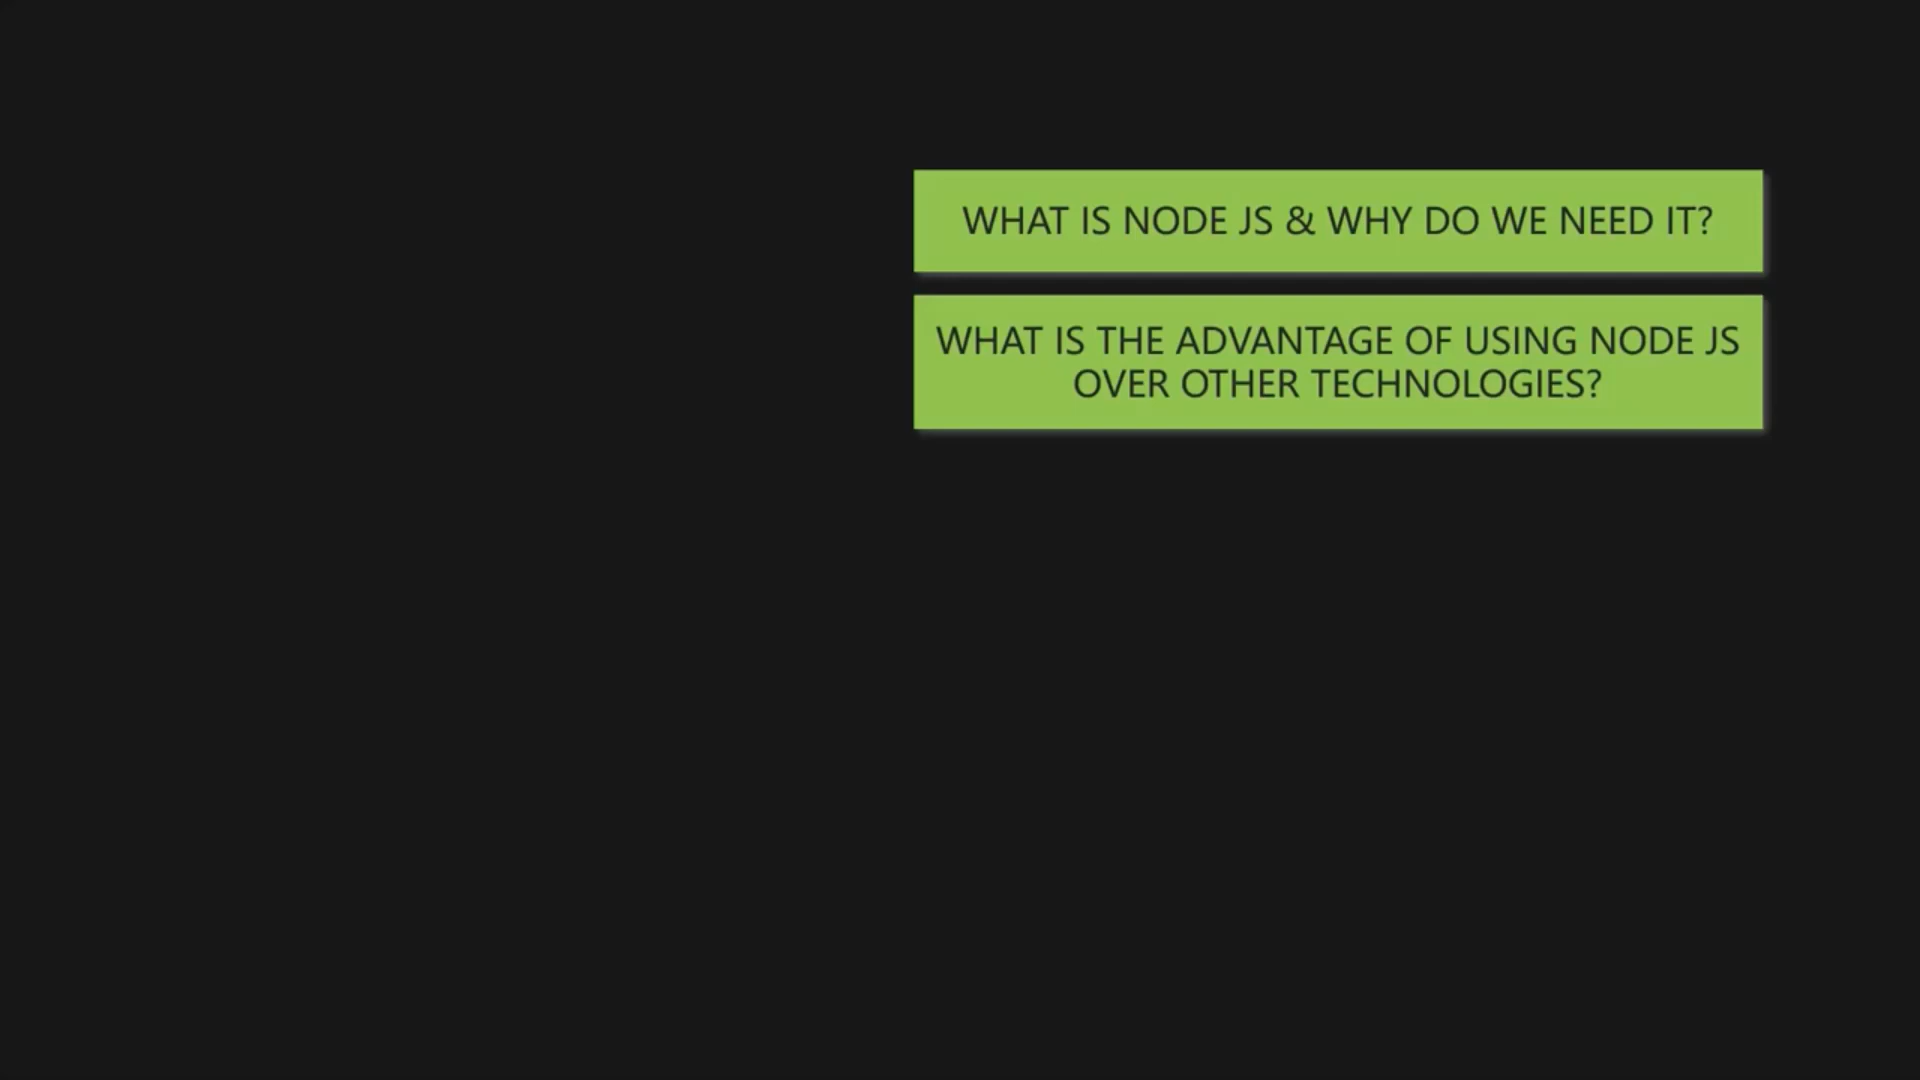 WHAT IS NODE JS & WHY DO WE NEED IT?
WHAT IS THE ADVANTAGE OF USING NODE JS
OVER OTHER TECHNOLOGIES?